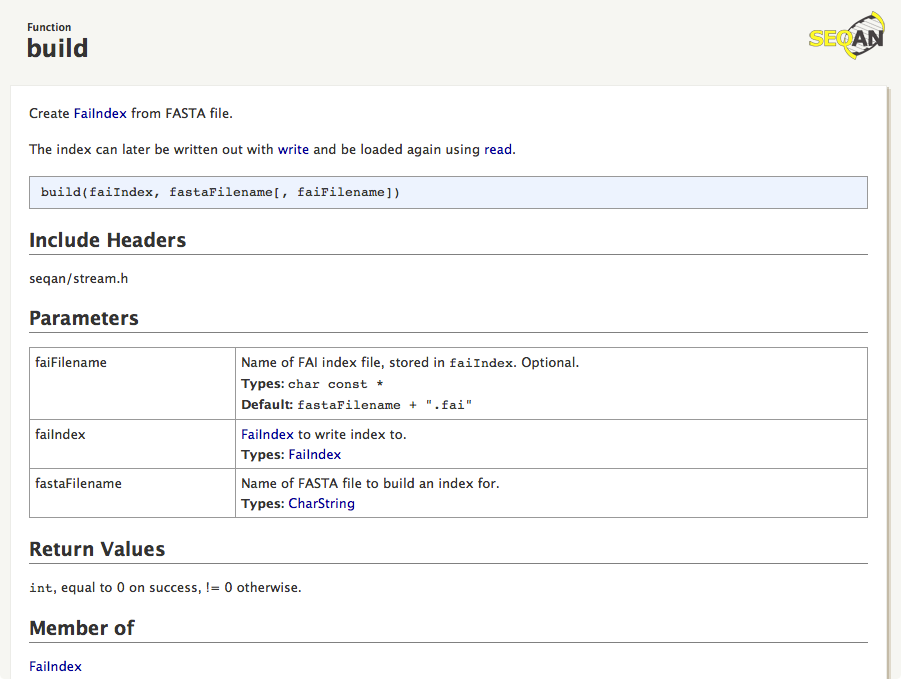 Function
build
SEQAN
Create FaiIndex from FASTA file.
The index can later be written out with write and be loaded again using read.
build(faiIndex, fastaFilename[, faiFilename])
Include Headers
seqan/stream.h
Parameters
faiFilename
Name of FAI index file, stored in faiIndex. Optional.
Types: char const *
Default: fastaFilename + ".fai"
faiIndex
FaiIndex to write index to.
Types: FaiIndex
fastaFilename
Name of FASTA file to build an index for.
Types: CharString
Return Values
int, equal to 0 on success, != 0 otherwise.
Member of
FaiIndex